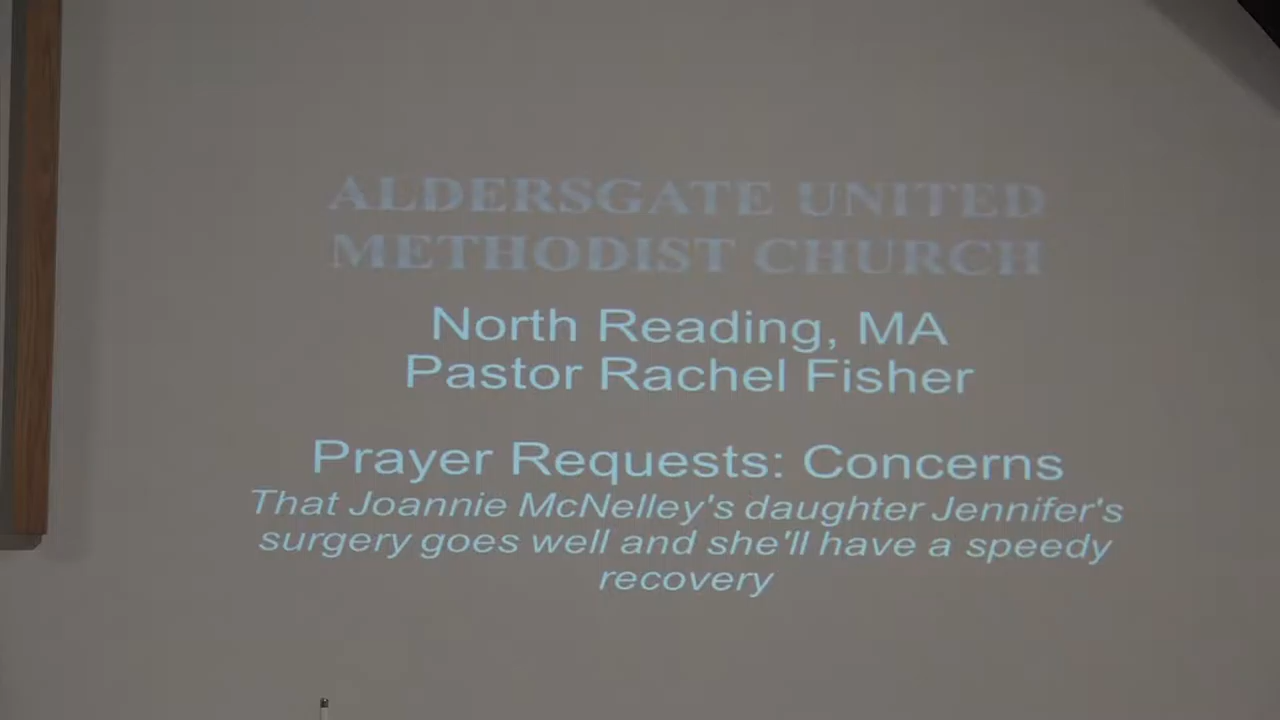 ALDERSGATE UNITED
METHODIST CHURCH
North Reading, MA
Pastor Rachel Fisher
Prayer Requests: Concerns
That Joannie McNelley's daughter Jennifer's
surgery goes well and she'll have a speedy
recovery